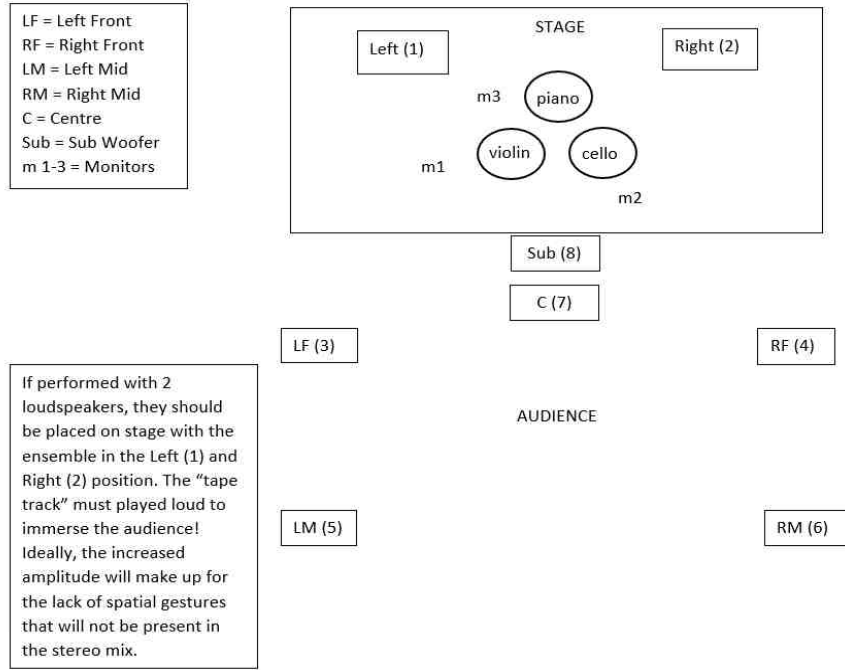 LF = Left Front
RF = Right Front
LM = Left Mid
RM = Right Mid
C = Centre
Sub = Sub Woofer
m 1-3 = Monitors
STAGE
Left (1)
Right (2)
m3
piano
violin
cello
m1
m2
Sub (8)
C (7)
LF (3)
RF (4)
If performed with 2
loudspeakers, they should
be placed on stage with the
ensemble in the Left (1) and
Right (2) position. The “tape
track” must played loud to
immerse the audience!
Ideally, the increased
amplitude will make up for
the lack of spatial gestures
that will not be present in
the stereo mix.
AUDIENCE
LM (5)
RM (6)